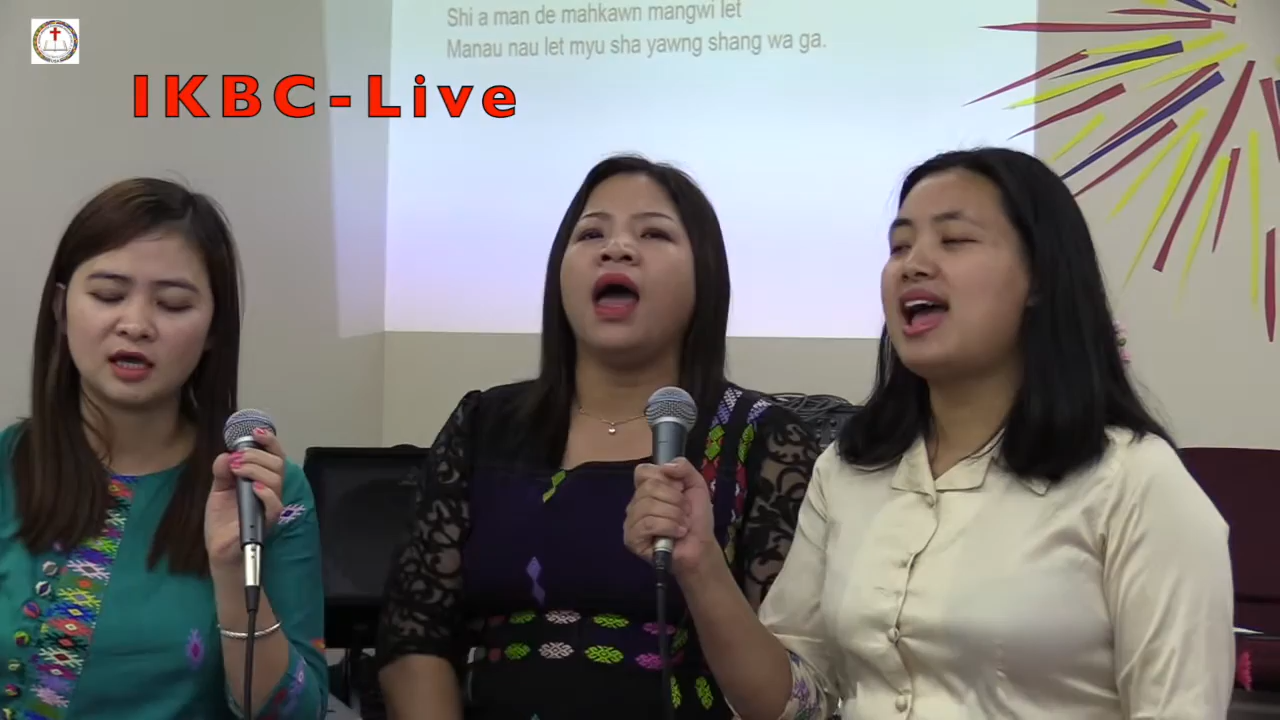 Shi a man de mahkawn mangwi let
Manau nau let myu sha yawng shang wa ga.
IKBC-Live